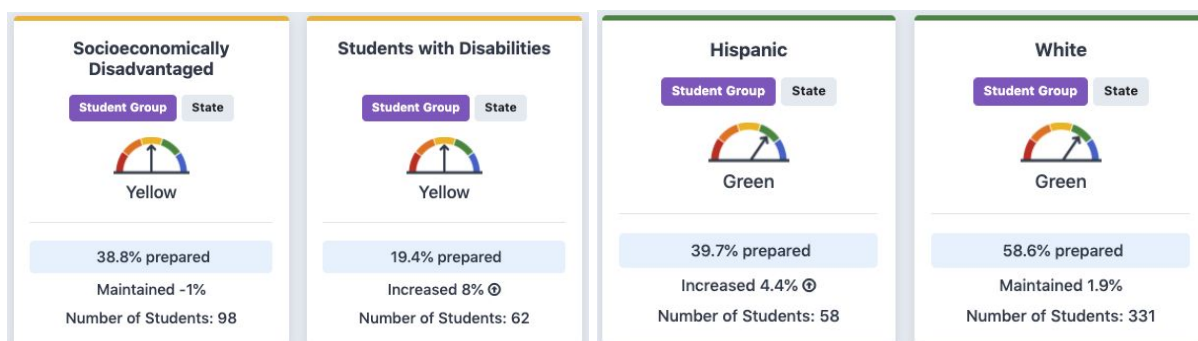 Socioeconomically
Disadvantaged
Student Group State
Yellow
38.8% prepared
Maintained -1%
Number of Students: 98
Students with Disabilities
Student Group State
Yellow
19.4% prepared
Increased 8%
Number of Students: 62
Hispanic
Student Group State
Green
39.7% prepared
Increased 4.4%
Number of Students: 58
White
Student Group State
Green
58.6% prepared
Maintained 1.9%
Number of Students: 331